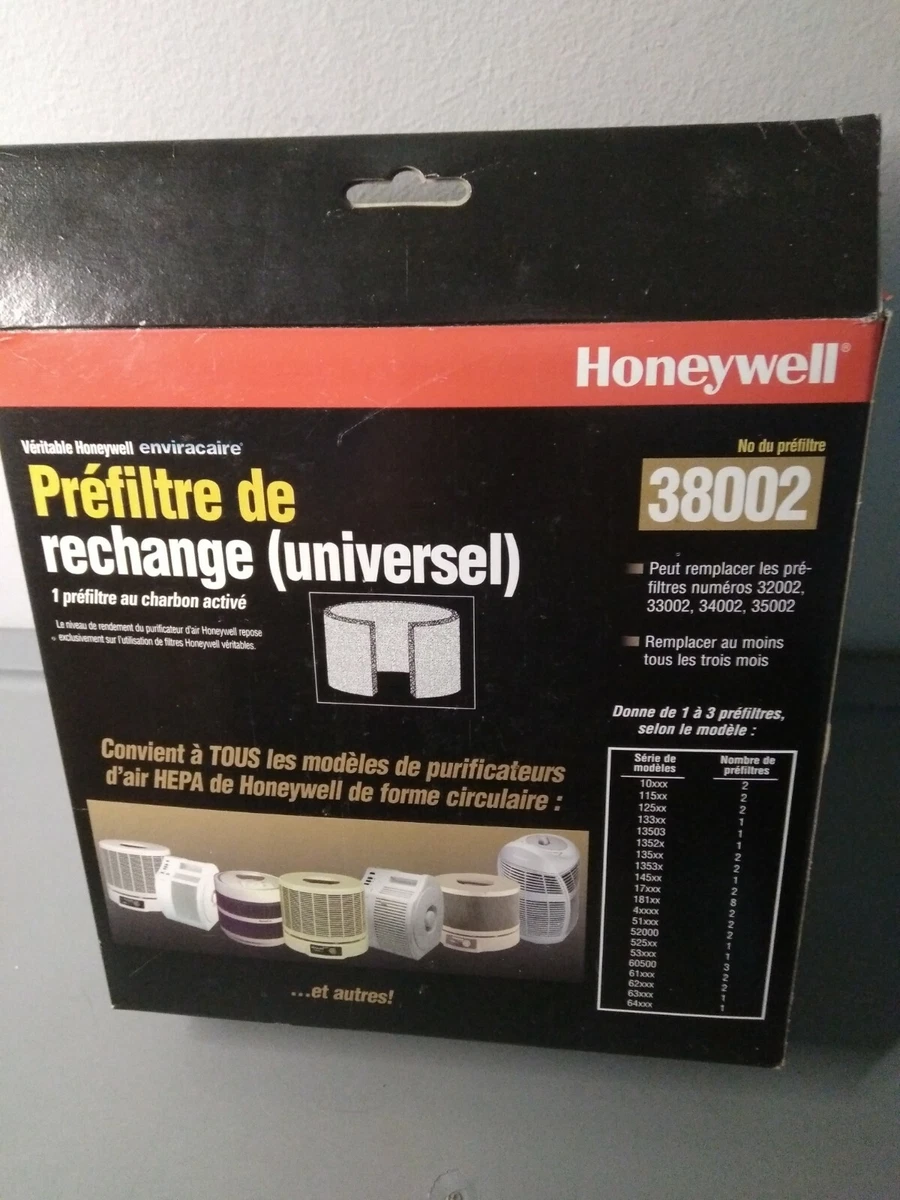 Honeywell®
Véritable Honeywell enviracaire®
Préfiltre de
rechange (universel)
1 préfiltre au charbon activé
Le niveau de rendement du purificateur d'air Honeywell repose
exclusivement sur l'utilisation de filtres Honeywell véritables.
No du préfiltre
38002
Peut remplacer les pré-
filtres numéros 32002,
33002, 34002, 35002
Remplacer au moins
tous les trois mois
Convient à TOUS les modèles de purificateurs
d'air HEPA de Honeywell de forme circulaire :
...et autres!
Donne de 1 à 3 préfiltres,
selon le modèle :
Série de modèles Nombre de préfiltres
10xxx 2
115xx 2
125xx 2
133xx 1
13503 1
1352x 1
135xx 2
1353x 2
145xx 1
17xxx 2
181xx 8
4xxxx 2
51xxx 2
52000 2
525xx 1
53xxx 1
60500 3
61xxx 2
62xxx 2
63xxx 1
64xxx 1